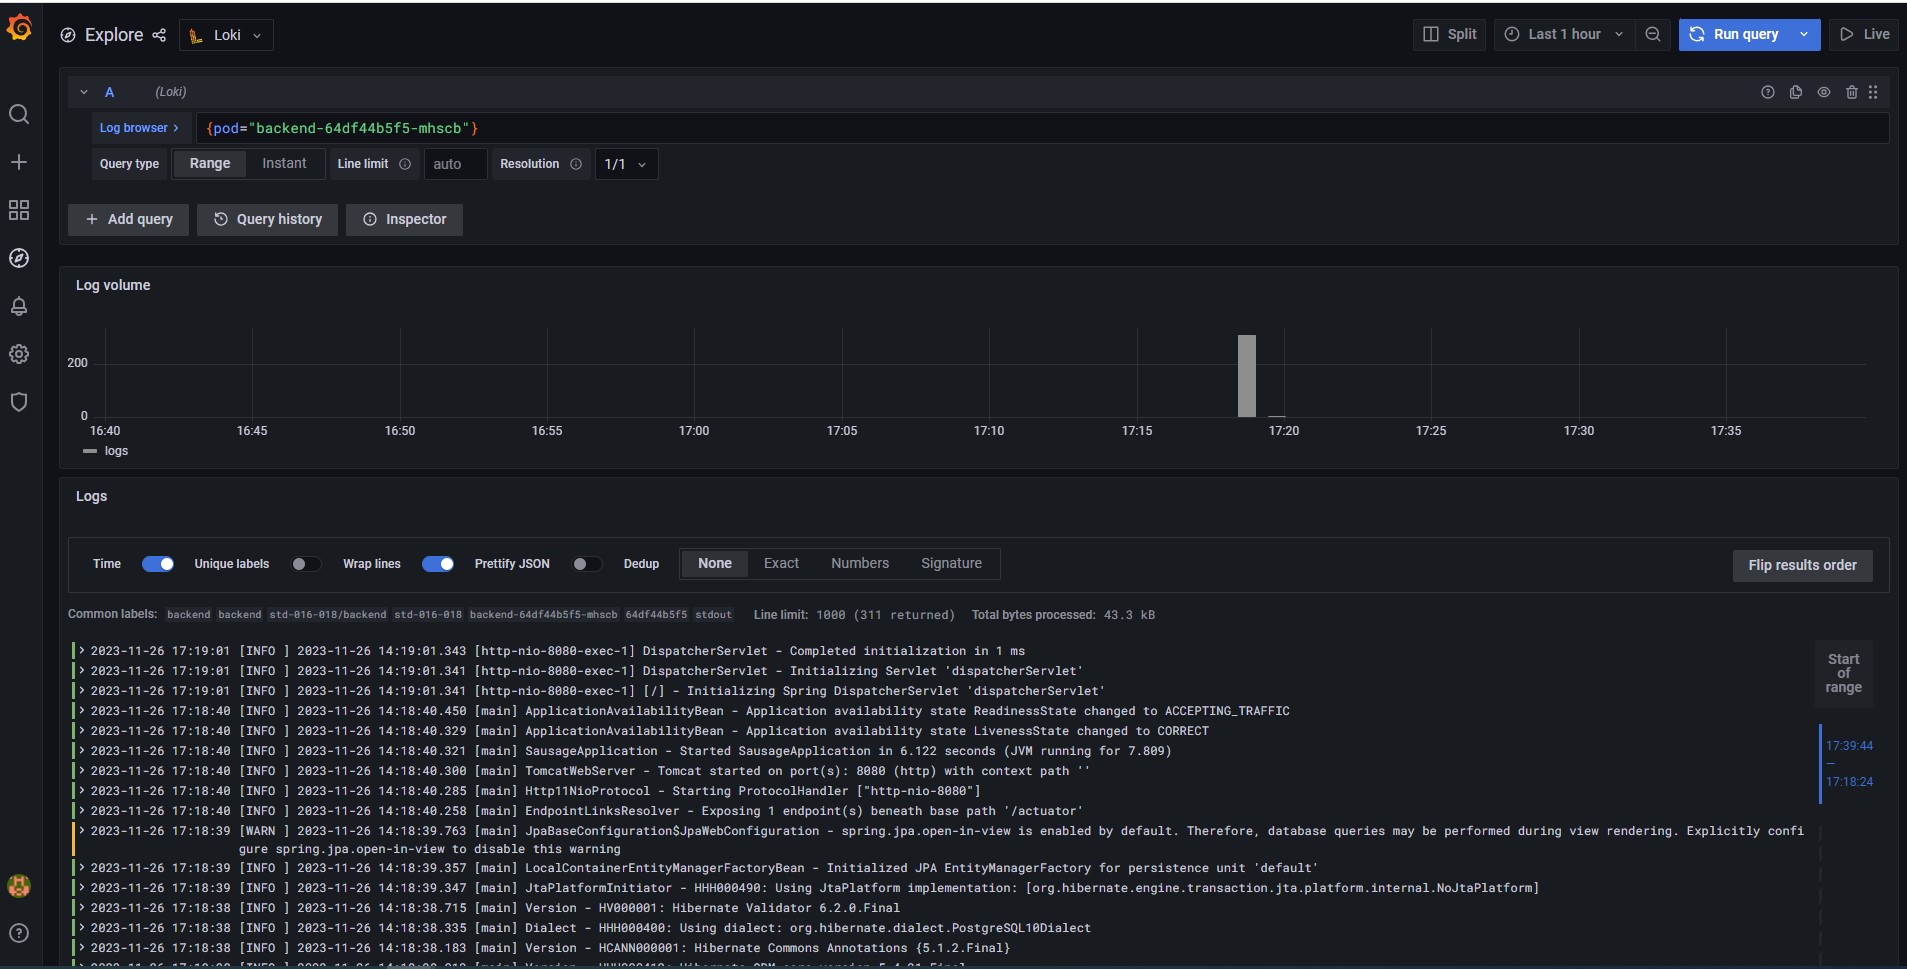 Explore Loki Split Last 1 hour Run query Live
A (Loki)
Log browser > {pod="backend-64df44b5f5-mhscb"}
Query type Range Instant Line limit auto Resolution 1/1
+ Add query Query history Inspector
Log volume
200
0
16:40 16:45 16:50 16:55 17:00 17:05 17:10 17:15 17:20 17:25 17:30 17:35
logs
Logs
Time Unique labels Wrap lines Prettify JSON Dedup None Exact Numbers Signature Flip results order
Common labels: backend backend std-016-018/backend std-016-018 backend-64df44b5f5-mhscb 64df44b5f5 stdout Line limit: 1000 (311 returned) Total bytes processed: 43.3 kB
> 2023-11-26 17:19:01 [INFO ] 2023-11-26 14:19:01.343 [http-nio-8080-exec-1] DispatcherServlet - Completed initialization in 1 ms
> 2023-11-26 17:19:01 [INFO ] 2023-11-26 14:19:01.341 [http-nio-8080-exec-1] DispatcherServlet - Initializing Servlet 'dispatcherServlet'
> 2023-11-26 17:19:01 [INFO ] 2023-11-26 14:19:01.341 [http-nio-8080-exec-1] [/] - Initializing Spring DispatcherServlet 'dispatcherServlet'
> 2023-11-26 17:18:40 [INFO ] 2023-11-26 14:18:40.450 [main] ApplicationAvailabilityBean - Application availability state ReadinessState changed to ACCEPTING_TRAFFIC
> 2023-11-26 17:18:40 [INFO ] 2023-11-26 14:18:40.329 [main] ApplicationAvailabilityBean - Application availability state LivenessState changed to CORRECT
> 2023-11-26 17:18:40 [INFO ] 2023-11-26 14:18:40.321 [main] SausageApplication - Started SausageApplication in 6.122 seconds (JVM running for 7.809)
> 2023-11-26 17:18:40 [INFO ] 2023-11-26 14:18:40.300 [main] TomcatWebServer - Tomcat started on port(s): 8080 (http) with context path ''
> 2023-11-26 17:18:40 [INFO ] 2023-11-26 14:18:40.285 [main] Http11NioProtocol - Starting ProtocolHandler ["http-nio-8080"]
> 2023-11-26 17:18:40 [INFO ] 2023-11-26 14:18:40.258 [main] EndpointLinksResolver - Exposing 1 endpoint(s) beneath base path '/actuator'
> 2023-11-26 17:18:39 [WARN ] 2023-11-26 14:18:39.763 [main] JpaBaseConfiguration$JpaWebConfiguration - spring.jpa.open-in-view is enabled by default. Therefore, database queries may be performed during view rendering. Explicitly confi
gure spring.jpa.open-in-view to disable this warning
> 2023-11-26 17:18:39 [INFO ] 2023-11-26 14:18:39.357 [main] LocalContainerEntityManagerFactoryBean - Initialized JPA EntityManagerFactory for persistence unit 'default'
> 2023-11-26 17:18:39 [INFO ] 2023-11-26 14:18:39.347 [main] JtaPlatformInitiator - HHH000490: Using JtaPlatform implementation: [org.hibernate.engine.transaction.jta.platform.internal.NoJtaPlatform]
> 2023-11-26 17:18:38 [INFO ] 2023-11-26 14:18:38.715 [main] Version - HV000001: Hibernate Validator 6.2.0.Final
> 2023-11-26 17:18:38 [INFO ] 2023-11-26 14:18:38.335 [main] Dialect - HHH000400: Using dialect: org.hibernate.dialect.PostgreSQL10Dialect
> 2023-11-26 17:18:38 [INFO ] 2023-11-26 14:18:38.183 [main] Version - HCANN000001: Hibernate Commons Annotations {5.1.2.Final}
Start
of
range
17:39:44
—
17:18:24